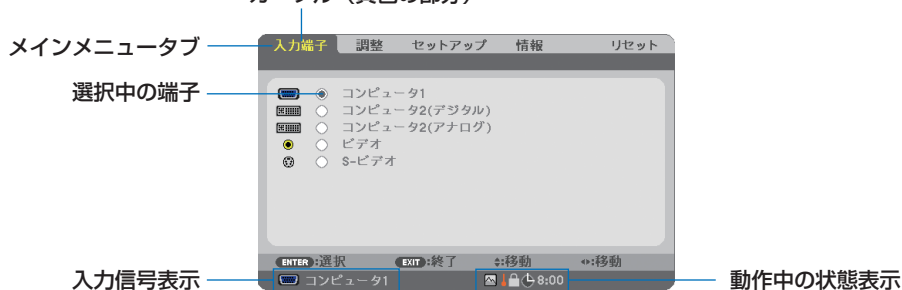 カーソル（黄色の部分）
メインメニュータブ
入力端子 調整 セットアップ 情報 リセット
選択中の端子
コンピュータ1
コンピュータ2(デジタル)
コンピュータ2(アナログ)
ビデオ
S-ビデオ
ENTER:選択 EXIT:終了 :移動 :移動
入力信号表示
コンピュータ1
8:00
動作中の状態表示